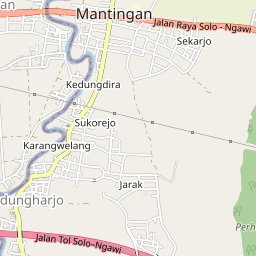 Mantingan
Jalan Raya Solo - Ngawi
Sekarjo
Kedungdira
Sukorejo
Karangwelang
Jarak
dungharjo
Perh
Jalan Tol Solo-Ngawi